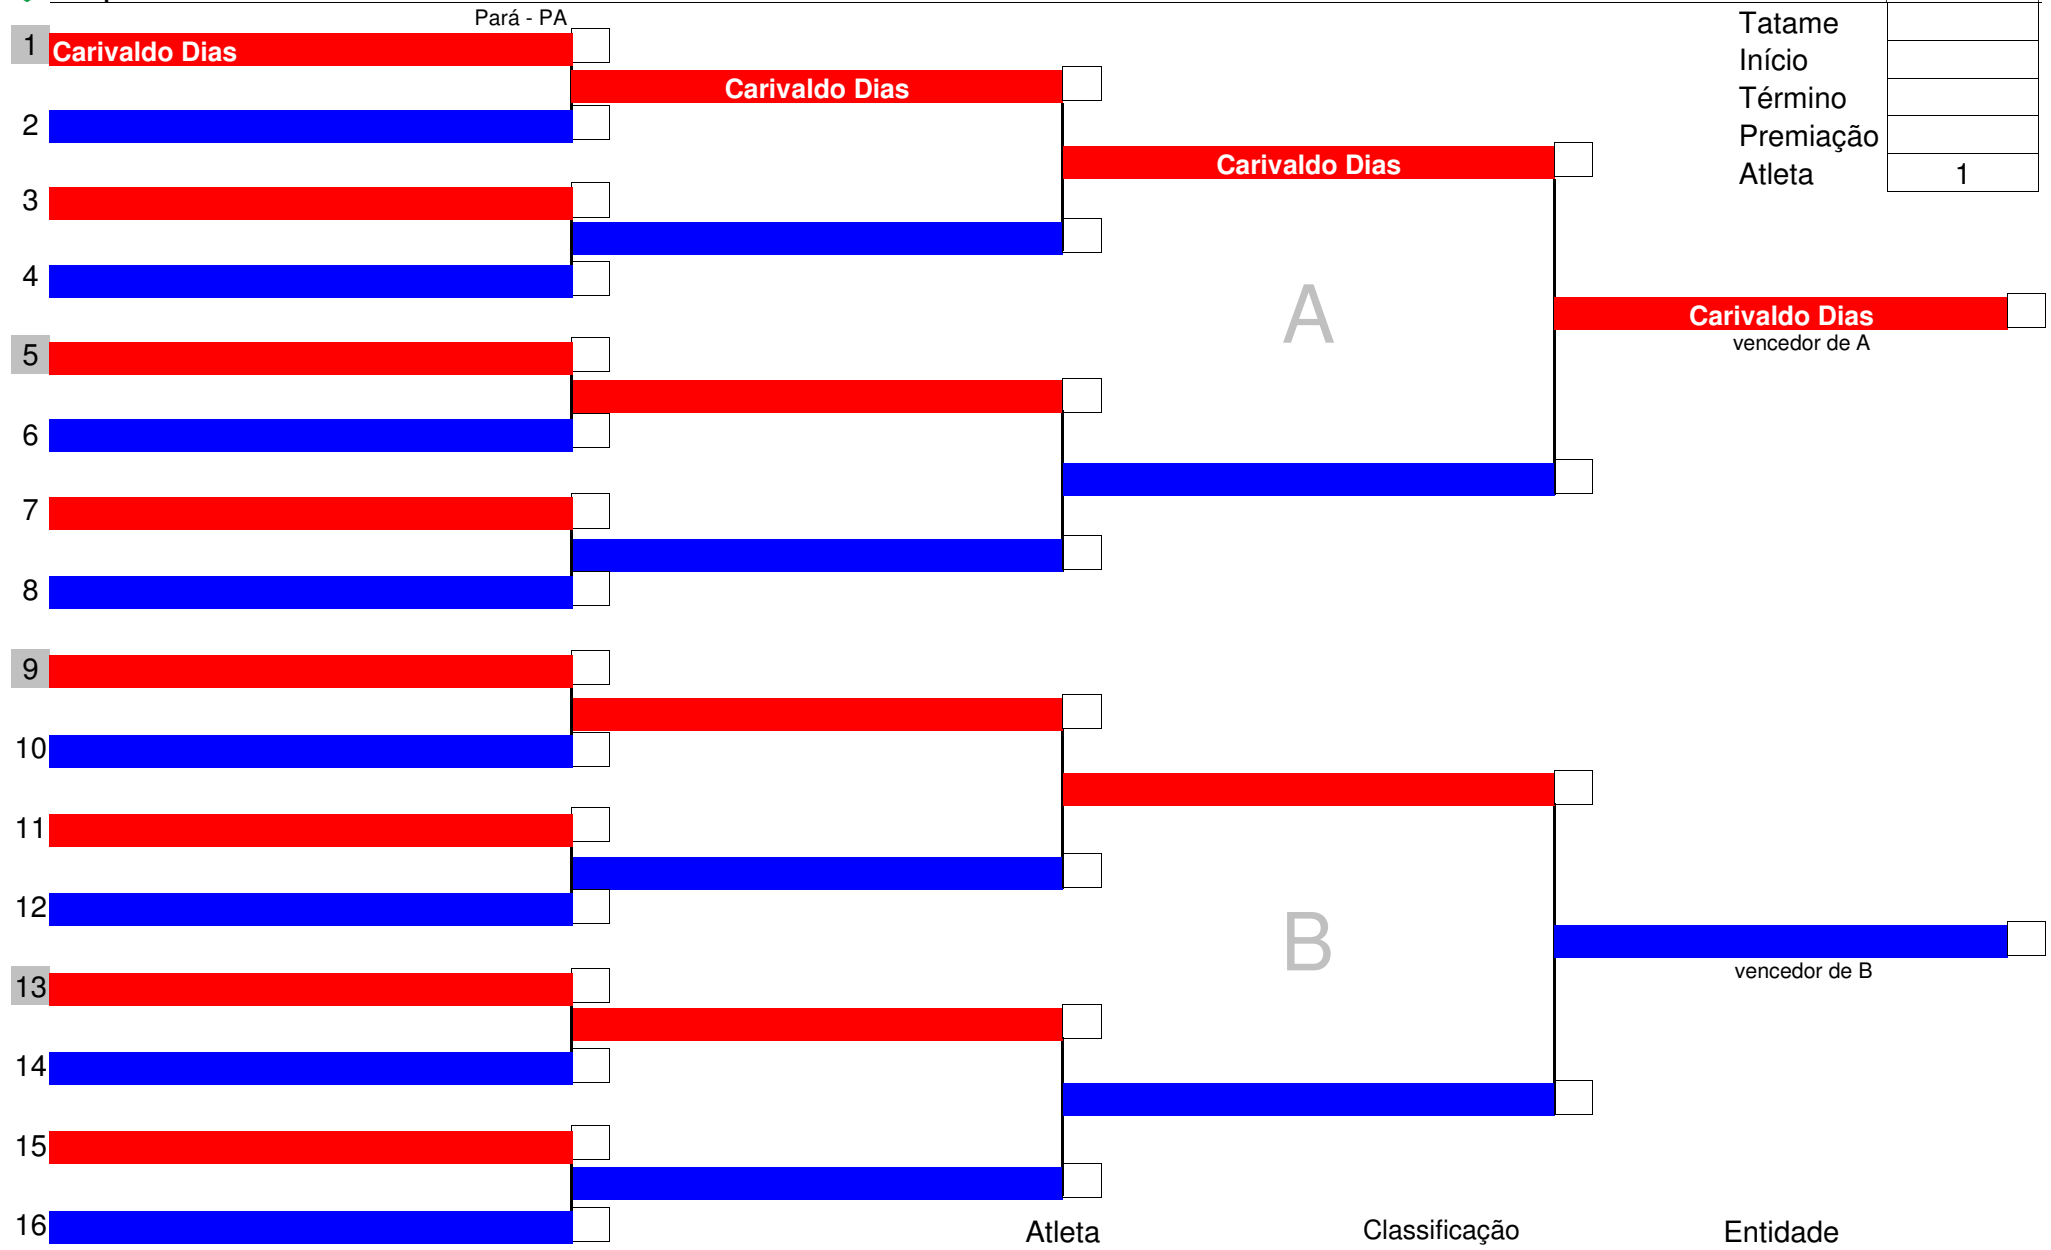 Pará - PA
Tatame
1 Carivaldo Dias
Início
Carivaldo Dias
Término
2
Premiação
Carivaldo Dias
Atleta 1
3
4
A
Carivaldo Dias
vencedor de A
5
6
7
8
9
10
11
12
B
vencedor de B
13
14
15
16
Atleta Classificação Entidade